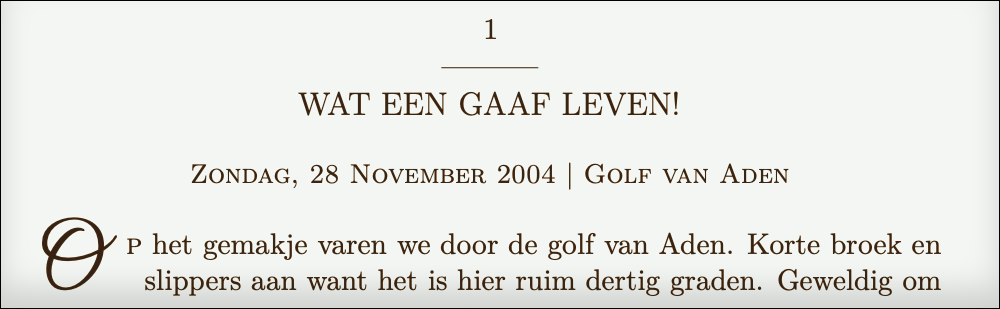 1
WAT EEN GAAF LEVEN!
Zondag, 28 November 2004 | Golf van Aden
Op het gemakje varen we door de golf van Aden. Korte broek en
slippers aan want het is hier ruim dertig graden. Geweldig om